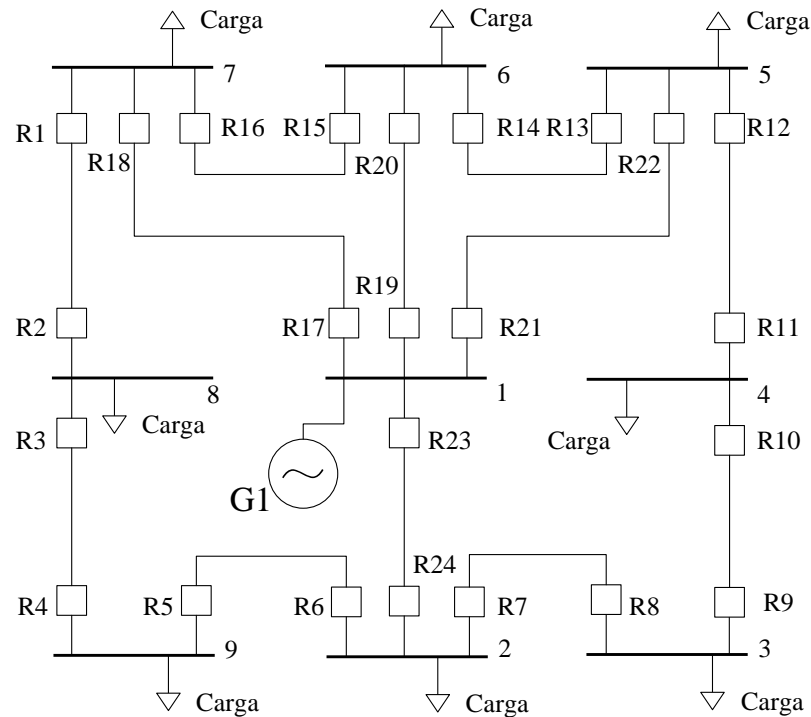 Carga Carga Carga
7 6 5
R1 R16 R15 R14 R13 R12
R18 R20 R22
R19
R2 R17 R21 R11
8 1 4
R3 Carga R23 Carga R10
G1
R24
R4 R5 R6 R7 R8 R9
9 2 3
Carga Carga Carga